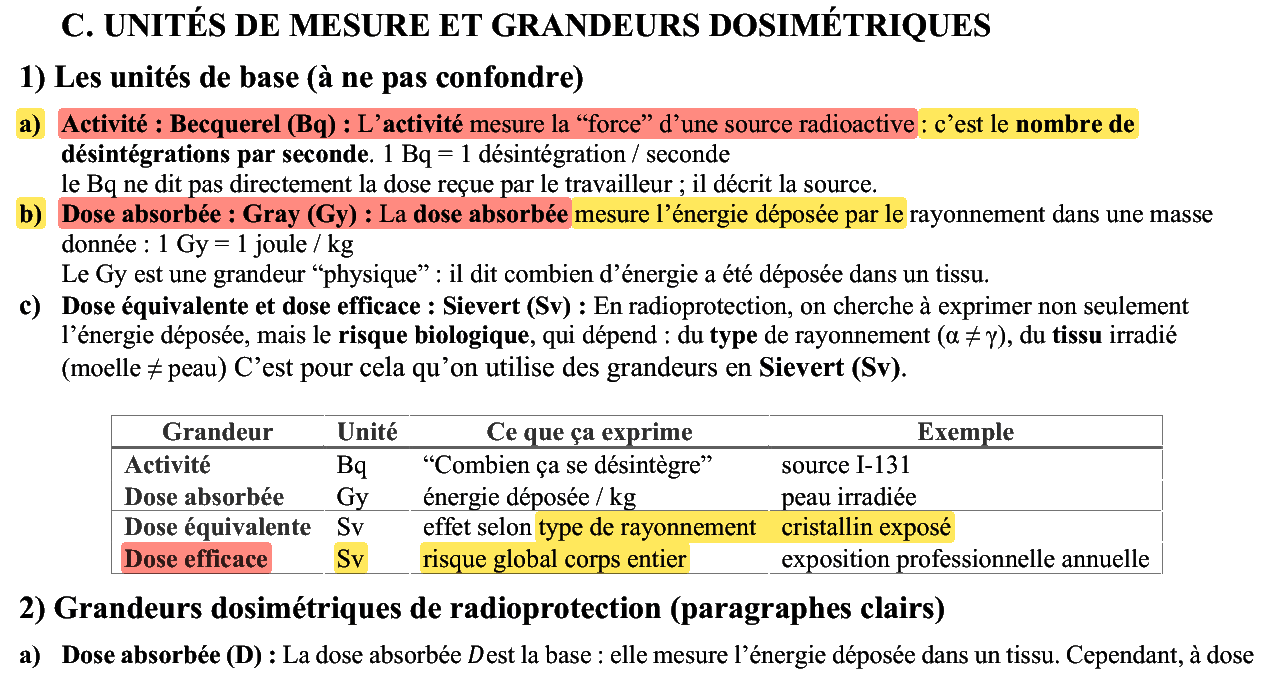 C. UNITÉS DE MESURE ET GRANDEURS DOSIMÉTRIQUES
1) Les unités de base (à ne pas confondre)
a) Activité : Becquerel (Bq) : L’activité mesure la “force” d’une source radioactive : c’est le nombre de
désintégrations par seconde. 1 Bq = 1 désintégration / seconde
le Bq ne dit pas directement la dose reçue par le travailleur ; il décrit la source.
b) Dose absorbée : Gray (Gy) : La dose absorbée mesure l’énergie déposée par le rayonnement dans une masse
donnée : 1 Gy = 1 joule / kg
Le Gy est une grandeur “physique” : il dit combien d’énergie a été déposée dans un tissu.
c) Dose équivalente et dose efficace : Sievert (Sv) : En radioprotection, on cherche à exprimer non seulement
l’énergie déposée, mais le risque biologique, qui dépend : du type de rayonnement (α ≠ γ), du tissu irradié
(moelle ≠ peau) C’est pour cela qu’on utilise des grandeurs en Sievert (Sv).
Grandeur Unité Ce que ça exprime Exemple
Activité Bq “Combien ça se désintègre” source I-131
Dose absorbée Gy énergie déposée / kg peau irradiée
Dose équivalente Sv effet selon type de rayonnement cristallin exposé
Dose efficace Sv risque global corps entier exposition professionnelle annuelle
2) Grandeurs dosimétriques de radioprotection (paragraphes clairs)
a) Dose absorbée (D) : La dose absorbée Dest la base : elle mesure l’énergie déposée dans un tissu. Cependant, à dose